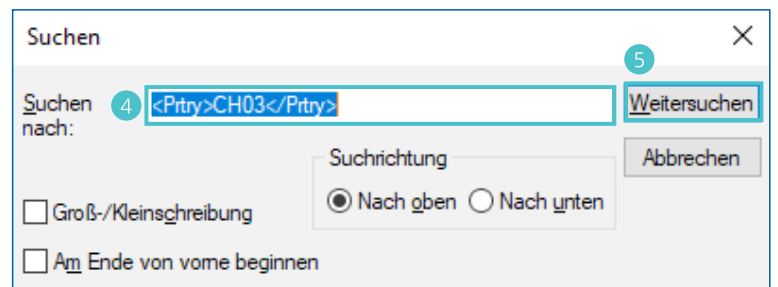 Suchen
5
Suchen nach:
4
<Prtry>CH03</Prtry>
Weitersuchen
Suchrichtung
Abbrechen
Nach oben
Nach unten
Groß-/Kleinschreibung
Am Ende von vorne beginnen